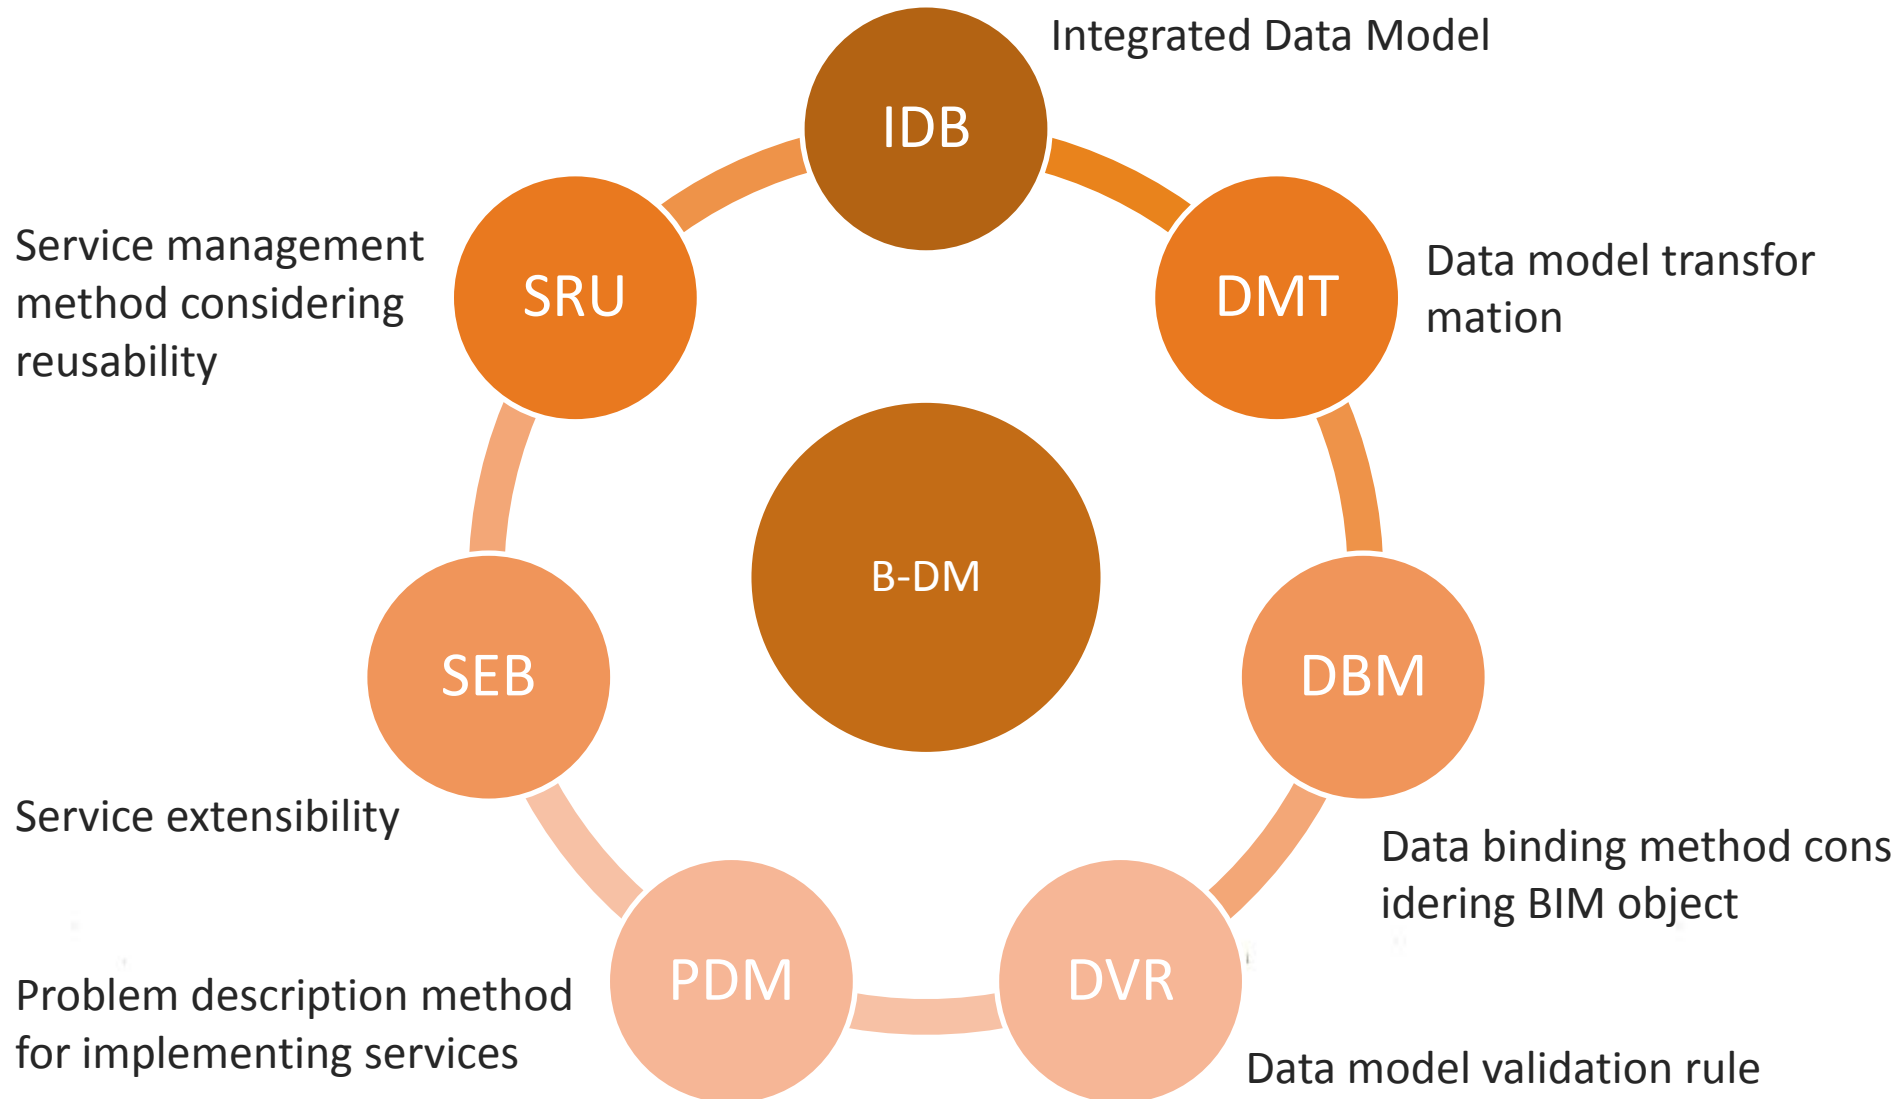 Integrated Data Model
IDB
Service management
method considering
reusability
SRU
DMT
Data model transfor
mation
B-DM
SEB
DBM
Service extensibility
Data binding method cons
idering BIM object
PDM
DVR
Problem description method
for implementing services
Data model validation rule